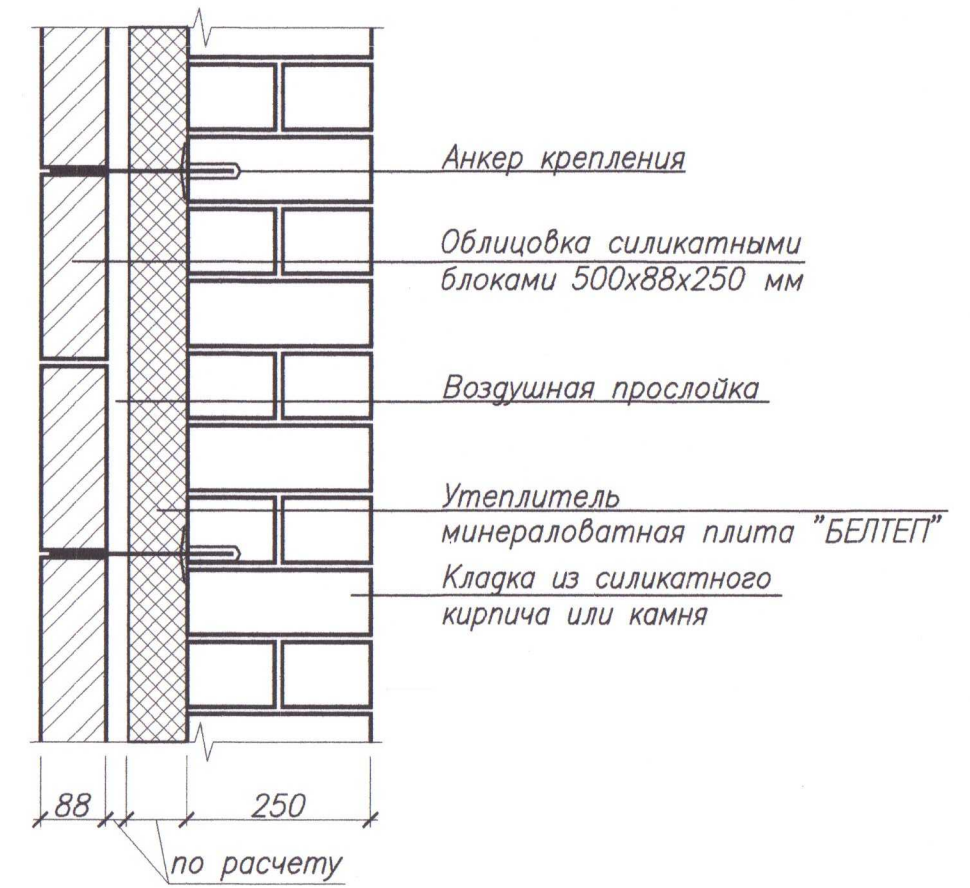 Анкер крепления
Облицовка силикатными
блоками 500х88х250 мм
Воздушная прослойка
Утеплитель
минераловатная плита "БЕЛТЕП"
Кладка из силикатного
кирпича или камня
88
250
по расчету